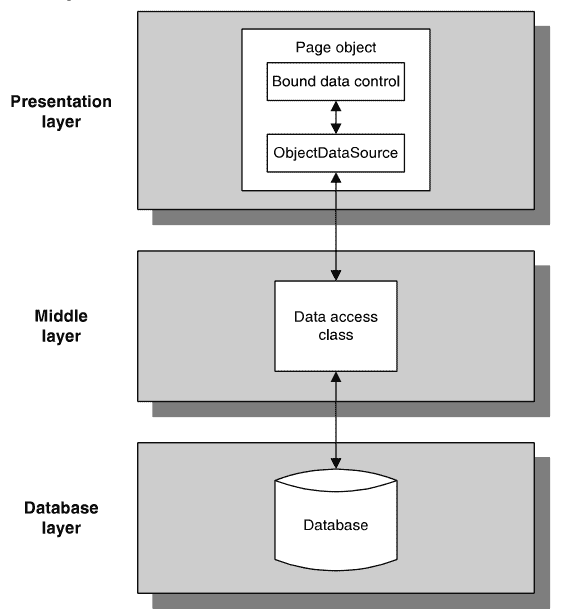 Page object
Bound data control
Presentation
layer
ObjectDataSource
Middle
layer
Data access
class
Database
layer
Database